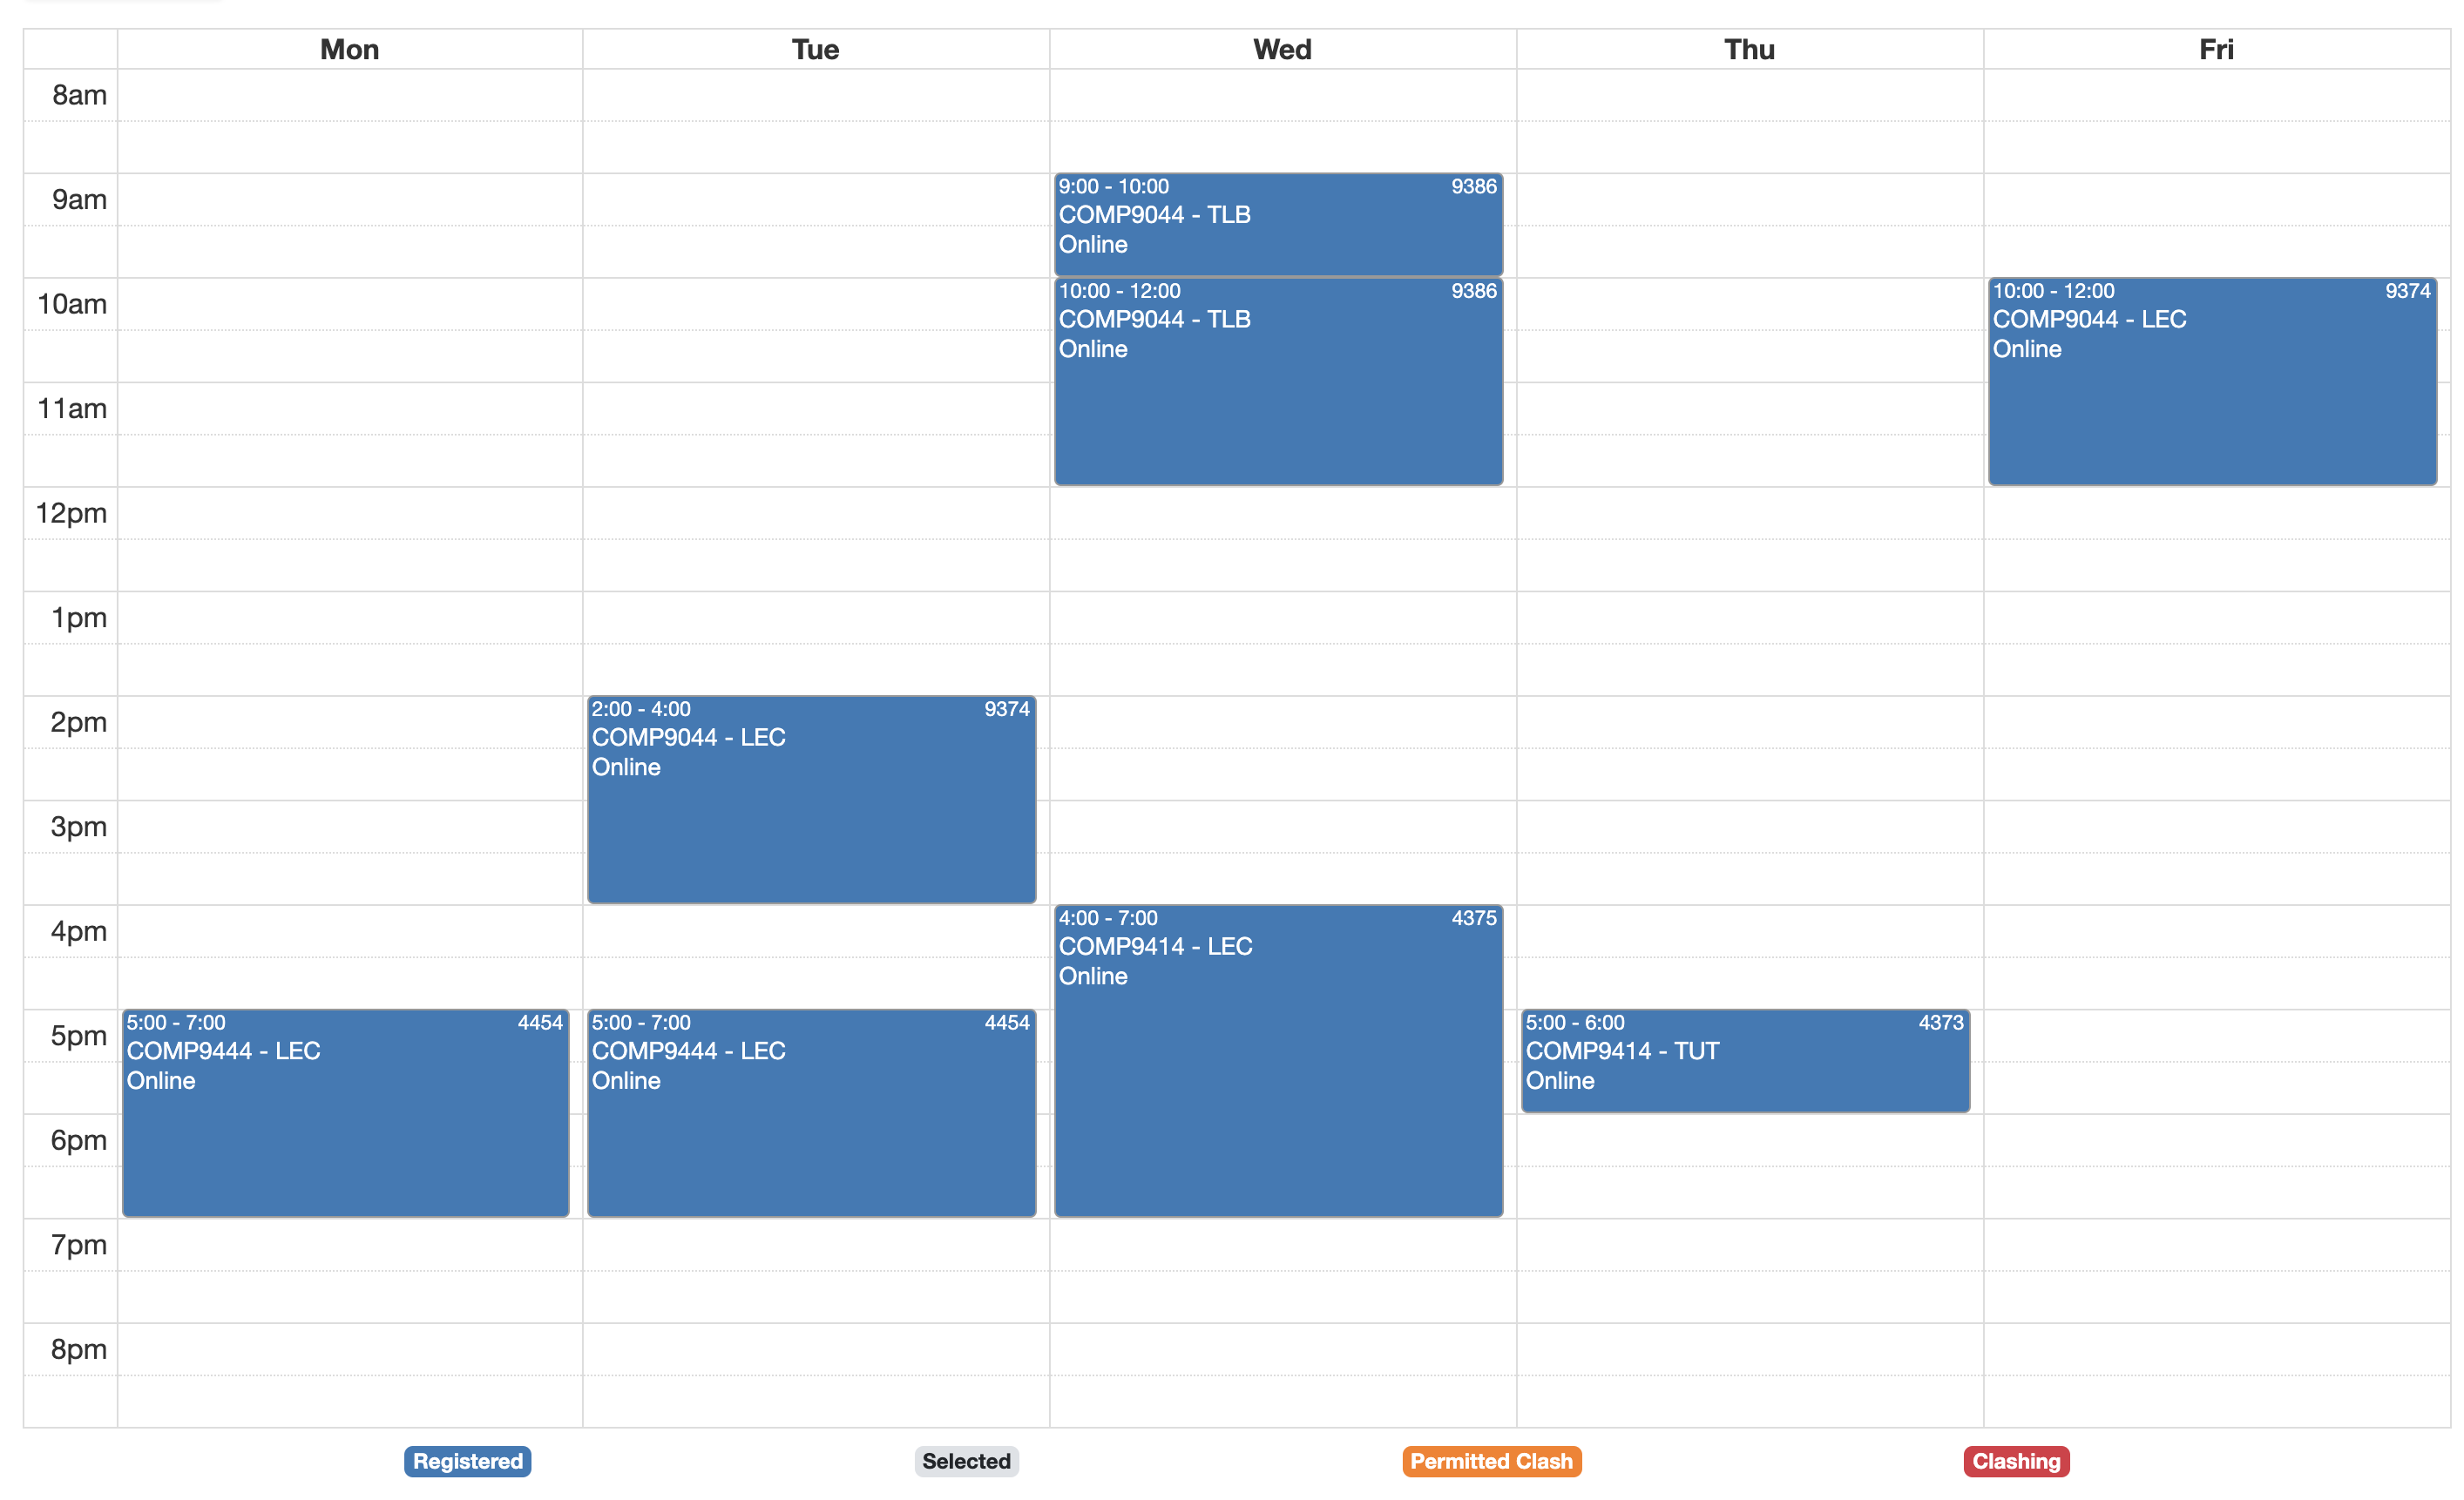 Mon Tue Wed Thu Fri
8am
9am
9:00 - 10:00 9386
COMP9044 - TLB
Online
10am
10:00 - 12:00 9386
COMP9044 - TLB
Online
10:00 - 12:00 9374
COMP9044 - LEC
Online
11am
12pm
1pm
2pm
2:00 - 4:00 9374
COMP9044 - LEC
Online
3pm
4pm
4:00 - 7:00 4375
COMP9414 - LEC
Online
5pm
5:00 - 7:00 4454
COMP9444 - LEC
Online
5:00 - 7:00 4454
COMP9444 - LEC
Online
5:00 - 6:00 4373
COMP9414 - TUT
Online
6pm
7pm
8pm
Registered Selected Permitted Clash Clashing